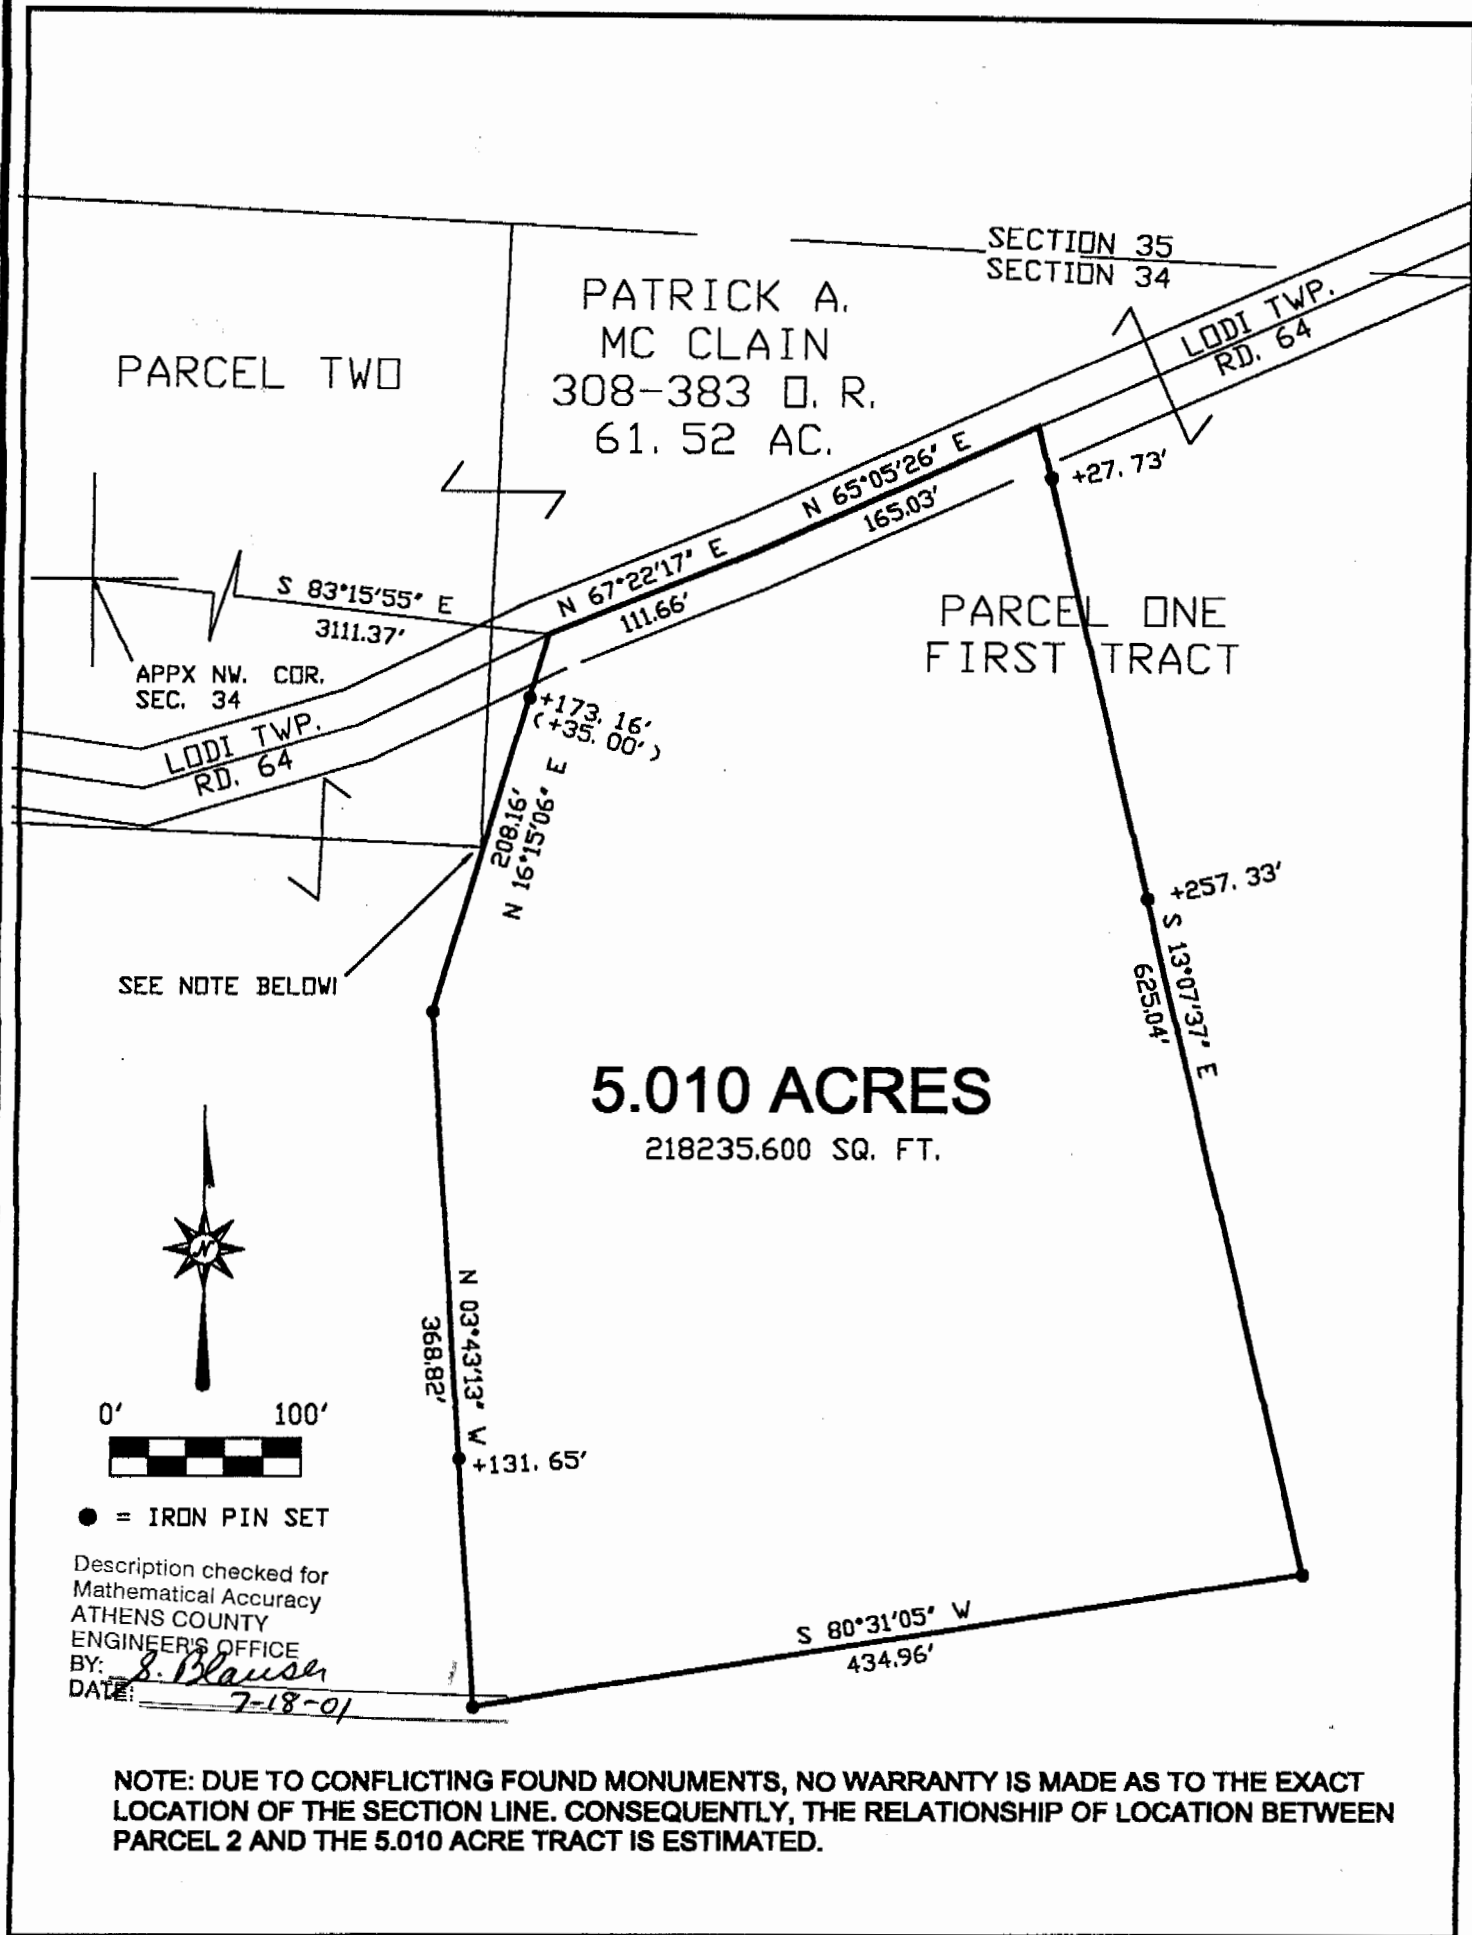 SECTION 35
SECTION 34
PATRICK A.
MC CLAIN
308-383 O. R.
61. 52 AC.
PARCEL TWO
LODI TWP.
RD. 64
N 65°05'26" E
165.03'
+27. 73'
N 67°22'17" E
111.66'
S 83°15'55" E
3111.37'
PARCEL ONE
FIRST TRACT
APPX NW. COR.
SEC. 34
+173. 16'
(+35. 00')
LODI TWP.
RD. 64
208.16'
N 16°15'06" E
+257. 33'
S 13°07'37" E
625.04'
SEE NOTE BELOW!
5.010 ACRES
218235.600 SQ. FT.
N
N 03°43'13" W
368.82'
0' 100'
+131. 65'
● = IRON PIN SET
Description checked for
Mathematical Accuracy
ATHENS COUNTY
ENGINEER'S OFFICE
BY: S. Blauser
DATE: 7-18-01
S 80°31'05" W
434.96'
NOTE: DUE TO CONFLICTING FOUND MONUMENTS, NO WARRANTY IS MADE AS TO THE EXACT
LOCATION OF THE SECTION LINE. CONSEQUENTLY, THE RELATIONSHIP OF LOCATION BETWEEN
PARCEL 2 AND THE 5.010 ACRE TRACT IS ESTIMATED.